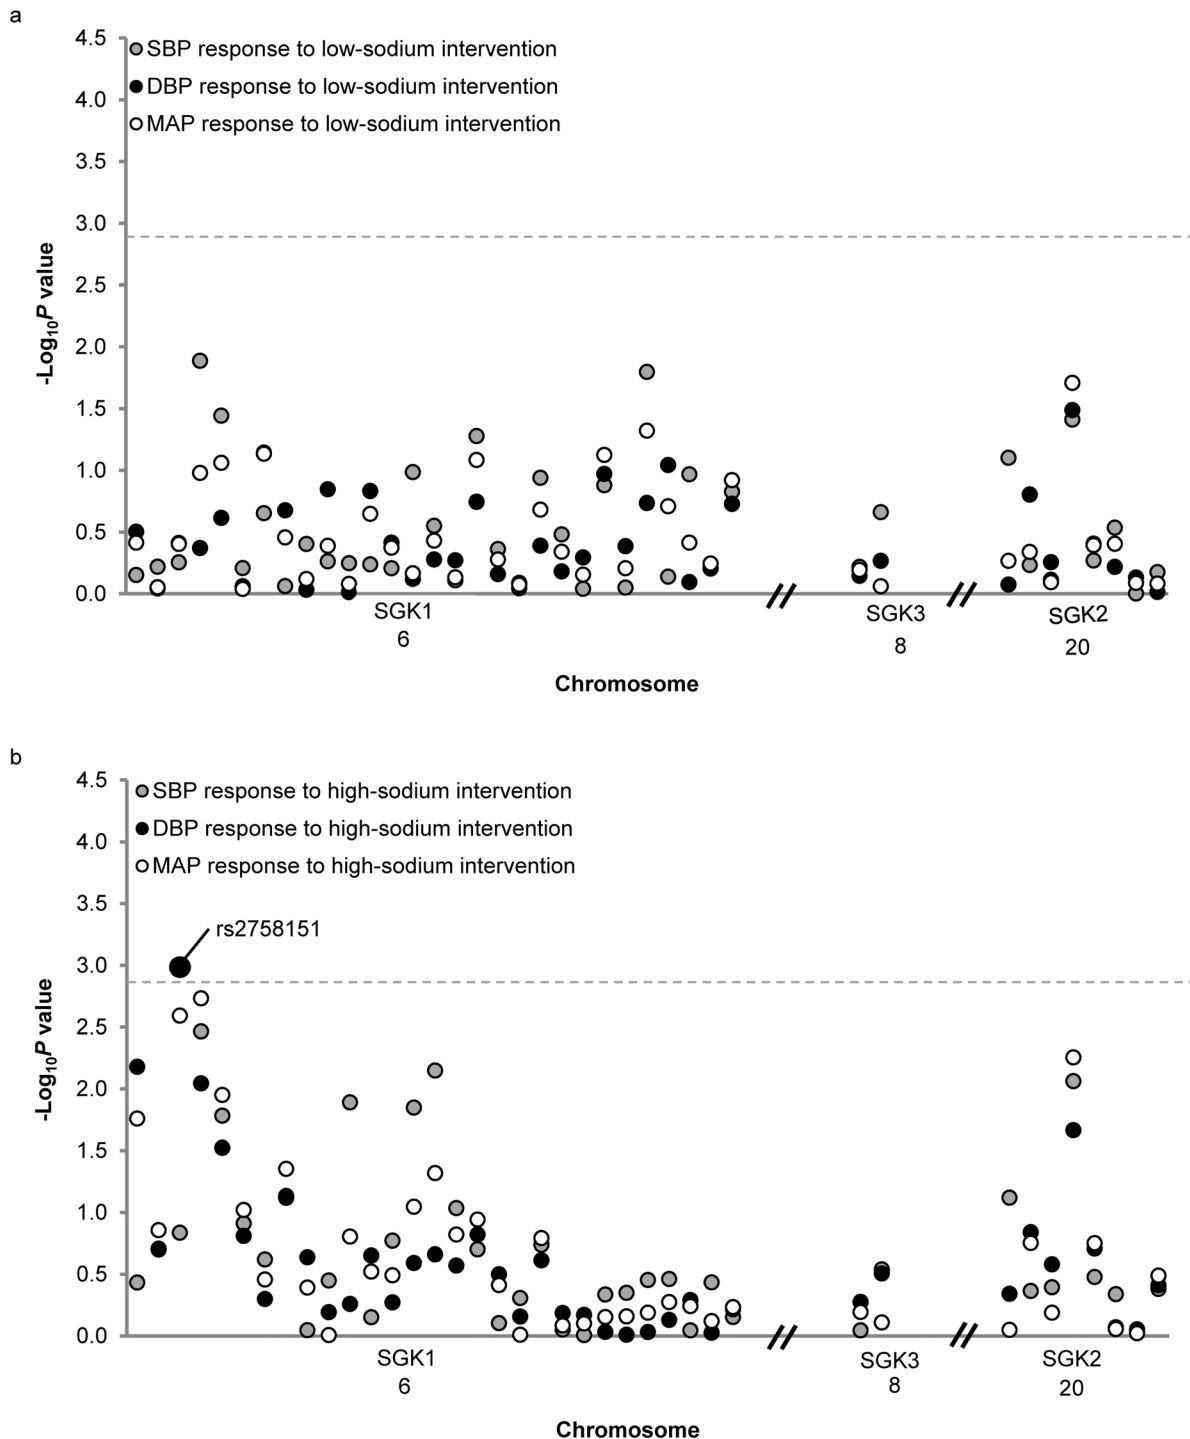 a
4.5
4.0
3.5
3.0
2.5
2.0
1.5
1.0
0.5
0.0
-Log10P value
SBP response to low-sodium intervention
DBP response to low-sodium intervention
MAP response to low-sodium intervention
SGK1
SGK3
SGK2
6
8
20
Chromosome
b
4.5
4.0
3.5
3.0
2.5
2.0
1.5
1.0
0.5
0.0
-Log10P value
SBP response to high-sodium intervention
DBP response to high-sodium intervention
MAP response to high-sodium intervention
rs2758151
SGK1
SGK3
SGK2
6
8
20
Chromosome